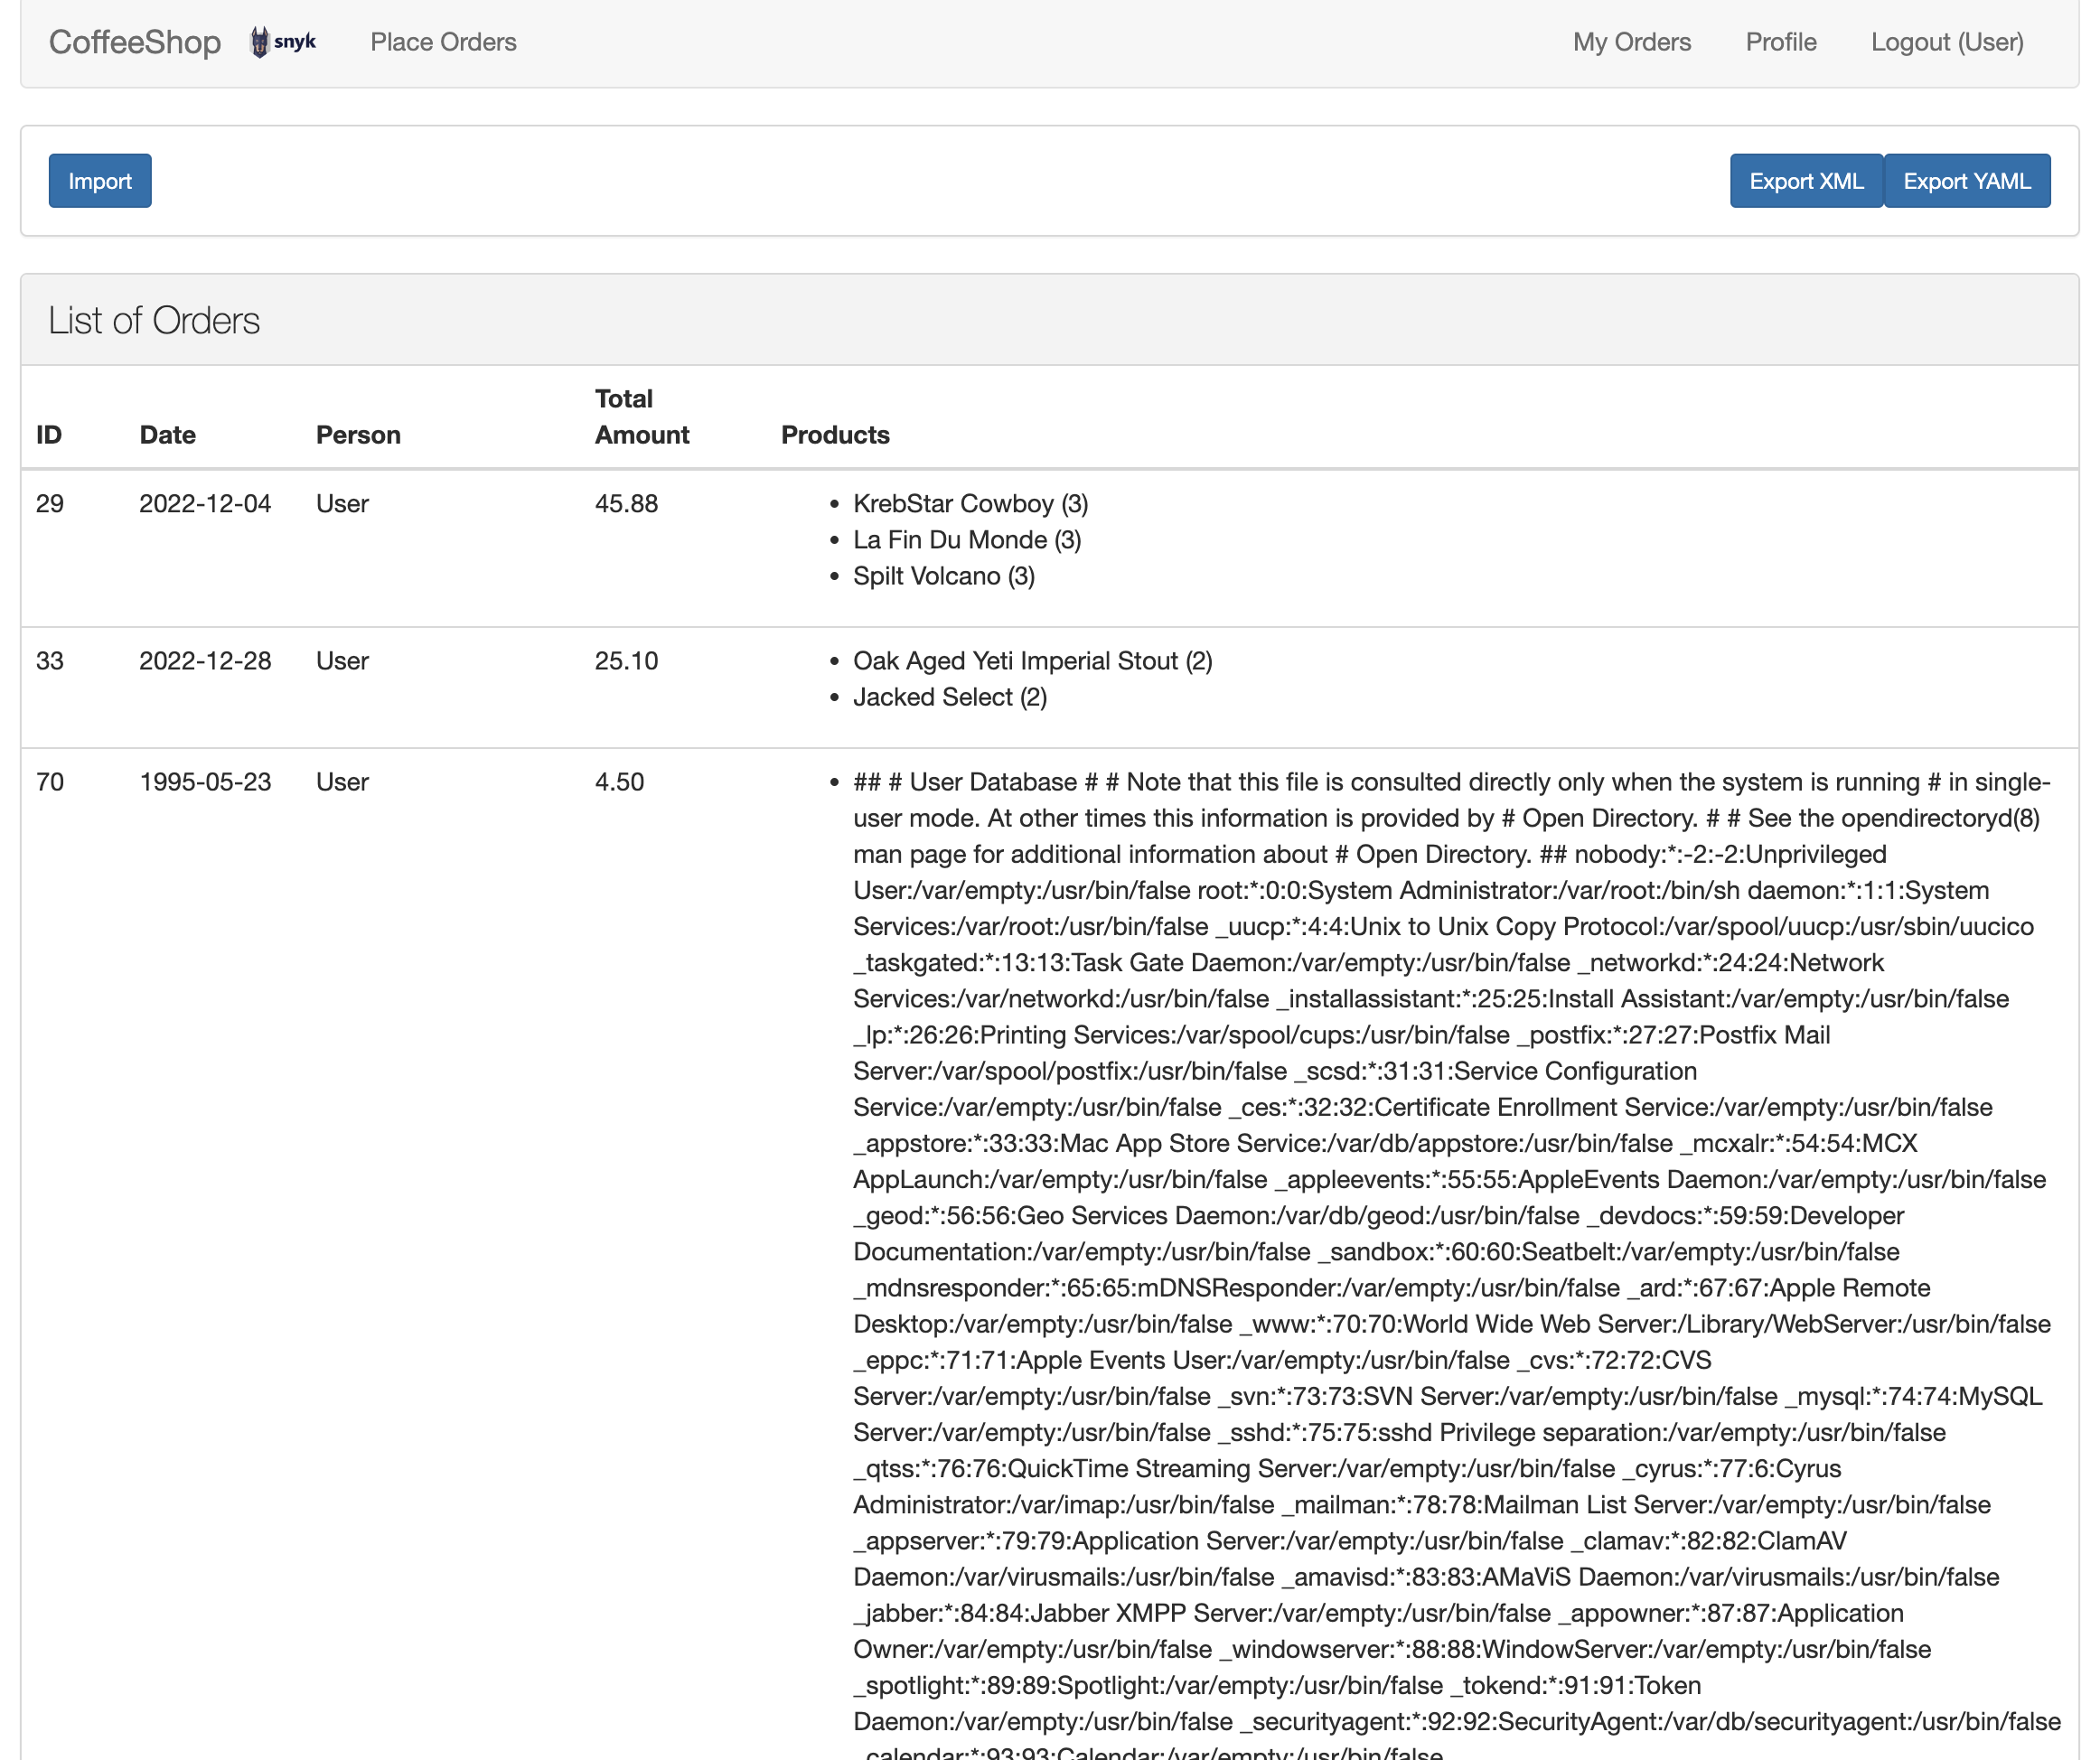 CoffeeShop snyk Place Orders My Orders Profile Logout (User)
Import Export XML Export YAML
List of Orders
ID Date Person Total Amount Products
29 2022-12-04 User 45.88 • KrebStar Cowboy (3)
• La Fin Du Monde (3)
• Spilt Volcano (3)
33 2022-12-28 User 25.10 • Oak Aged Yeti Imperial Stout (2)
• Jacked Select (2)
70 1995-05-23 User 4.50 • ## # User Database # # Note that this file is consulted directly only when the system is running # in single-
user mode. At other times this information is provided by # Open Directory. # # See the opendirectoryd(8)
man page for additional information about # Open Directory. ## nobody:*:-2:-2:Unprivileged
User:/var/empty:/usr/bin/false root:*:0:0:System Administrator:/var/root:/bin/sh daemon:*:1:1:System
Services:/var/root:/usr/bin/false _uucp:*:4:4:Unix to Unix Copy Protocol:/var/spool/uucp:/usr/sbin/uucico
_taskgated:*:13:13:Task Gate Daemon:/var/empty:/usr/bin/false _networkd:*:24:24:Network
Services:/var/networkd:/usr/bin/false _installassistant:*:25:25:Install Assistant:/var/empty:/usr/bin/false
_lp:*:26:26:Printing Services:/var/spool/cups:/usr/bin/false _postfix:*:27:27:Postfix Mail
Server:/var/spool/postfix:/usr/bin/false _scsd:*:31:31:Service Configuration
Service:/var/empty:/usr/bin/false _ces:*:32:32:Certificate Enrollment Service:/var/empty:/usr/bin/false
_appstore:*:33:33:Mac App Store Service:/var/db/appstore:/usr/bin/false _mcxalr:*:54:54:MCX
AppLaunch:/var/empty:/usr/bin/false _appleevents:*:55:55:AppleEvents Daemon:/var/empty:/usr/bin/false
_geod:*:56:56:Geo Services Daemon:/var/db/geod:/usr/bin/false _devdocs:*:59:59:Developer
Documentation:/var/empty:/usr/bin/false _sandbox:*:60:60:Seatbelt:/var/empty:/usr/bin/false
_mdnsresponder:*:65:65:mDNSResponder:/var/empty:/usr/bin/false _ard:*:67:67:Apple Remote
Desktop:/var/empty:/usr/bin/false _www:*:70:70:World Wide Web Server:/Library/WebServer:/usr/bin/false
_eppc:*:71:71:Apple Events User:/var/empty:/usr/bin/false _cvs:*:72:72:CVS
Server:/var/empty:/usr/bin/false _svn:*:73:73:SVN Server:/var/empty:/usr/bin/false _mysql:*:74:74:MySQL
Server:/var/empty:/usr/bin/false _sshd:*:75:75:sshd Privilege separation:/var/empty:/usr/bin/false
_qtss:*:76:76:QuickTime Streaming Server:/var/empty:/usr/bin/false _cyrus:*:77:6:Cyrus
Administrator:/var/imap:/usr/bin/false _mailman:*:78:78:Mailman List Server:/var/empty:/usr/bin/false
_appserver:*:79:79:Application Server:/var/empty:/usr/bin/false _clamav:*:82:82:ClamAV
Daemon:/var/virusmails:/usr/bin/false _amavisd:*:83:83:AMaViS Daemon:/var/virusmails:/usr/bin/false
_jabber:*:84:84:Jabber XMPP Server:/var/empty:/usr/bin/false _appowner:*:87:87:Application
Owner:/var/empty:/usr/bin/false _windowserver:*:88:88:WindowServer:/var/empty:/usr/bin/false
_spotlight:*:89:89:Spotlight:/var/empty:/usr/bin/false _tokend:*:91:91:Token
Daemon:/var/empty:/usr/bin/false _securityagent:*:92:92:SecurityAgent:/var/db/securityagent:/usr/bin/false
_calendar:*:93:93:Calendar:/var/empty:/usr/bin/false